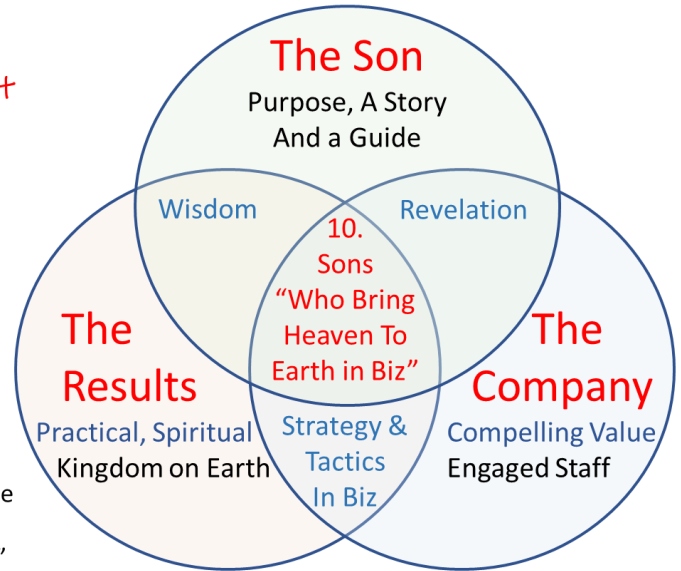 The Son
Purpose, A Story
And a Guide
Wisdom
Revelation
10.
Sons
“Who Bring
Heaven To
Earth in Biz”
The
Results
Practical, Spiritual
Kingdom on Earth
The
Company
Compelling Value
Engaged Staff
Strategy &
Tactics
In Biz
e
”